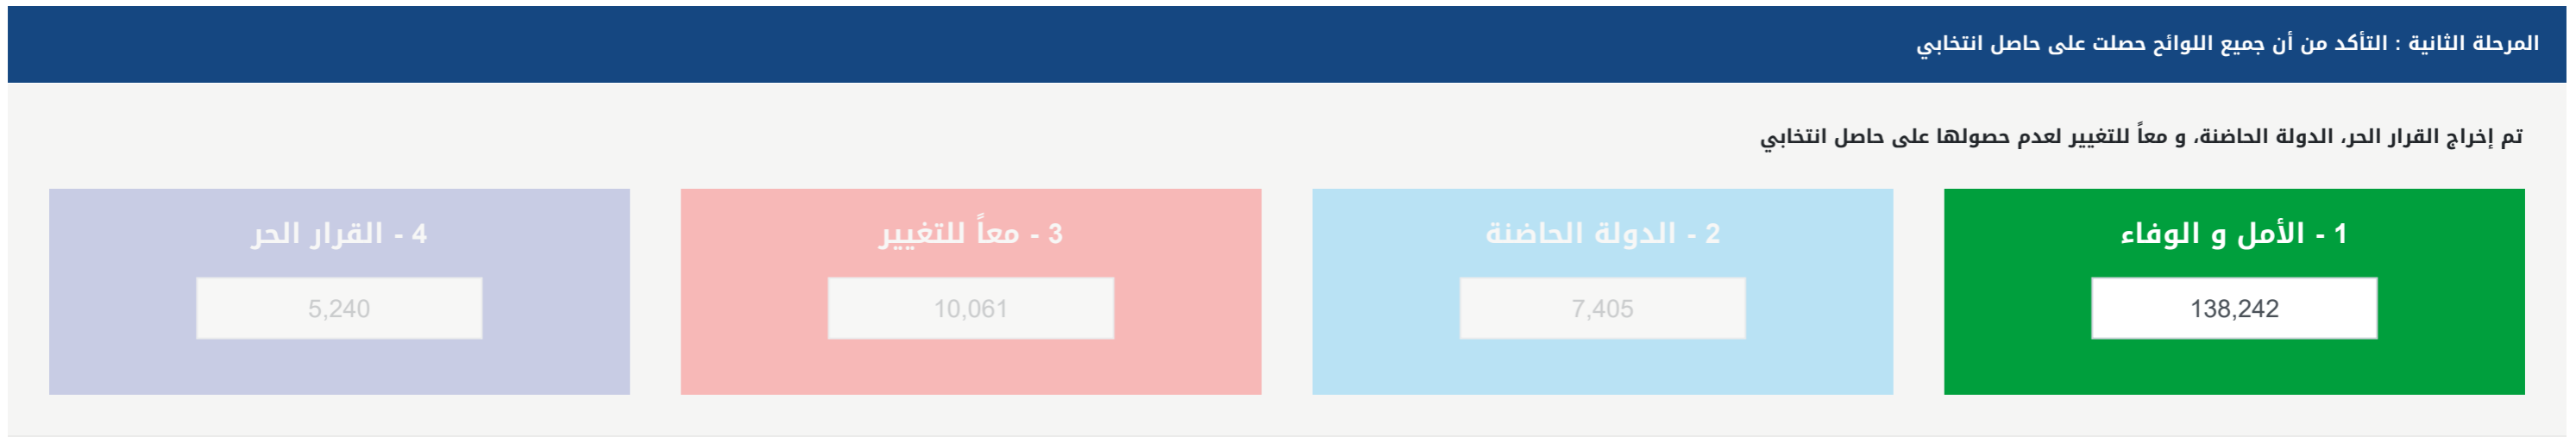 المرحلة الثانية : التأكد من أن جميع اللوائح حصلت على حاصل انتخابي
تم إخراج القرار الحر، الدولة الحاضنة، و معاً للتغيير لعدم حصولها على حاصل انتخابي
1 - الأمل و الوفاء
138,242
2 - الدولة الحاضنة
7,405
3 - معاً للتغيير
10,061
4 - القرار الحر
5,240